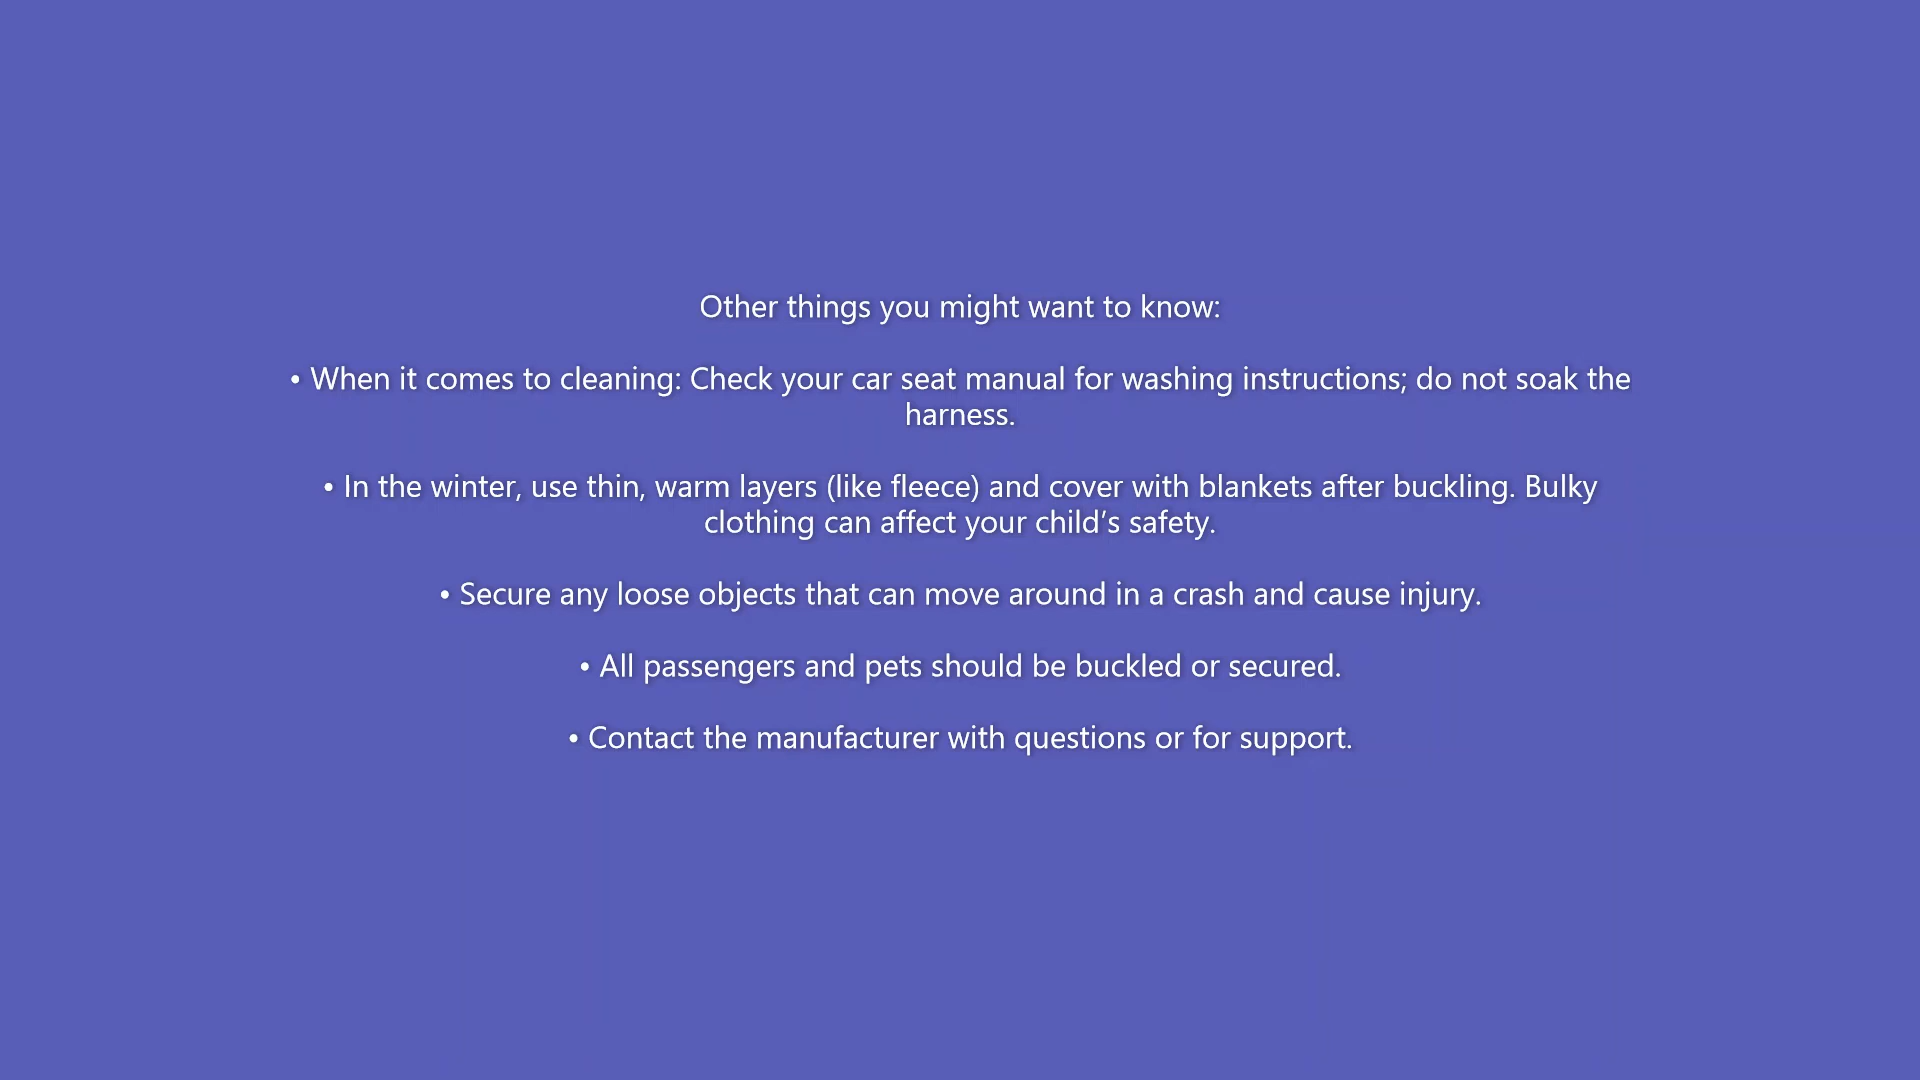 Other things you might want to know:
• When it comes to cleaning: Check your car seat manual for washing instructions; do not soak the
harness.
• In the winter, use thin, warm layers (like fleece) and cover with blankets after buckling. Bulky
clothing can affect your child’s safety.
• Secure any loose objects that can move around in a crash and cause injury.
• All passengers and pets should be buckled or secured.
• Contact the manufacturer with questions or for support.